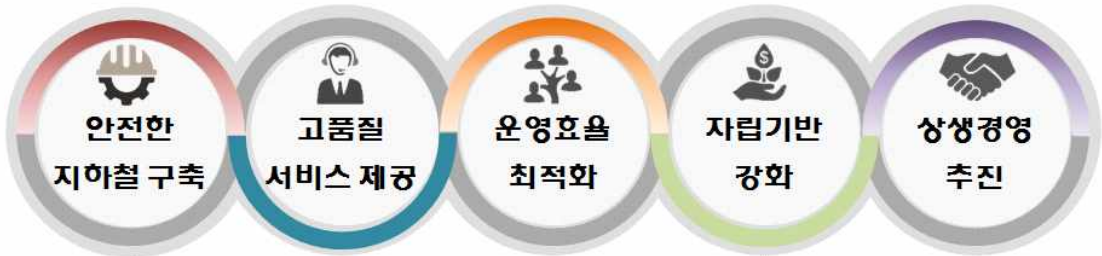 안전한
지하철 구축
고품질
서비스 제공
운영효율
최적화
자립기반
강화
상생경영
추진
$